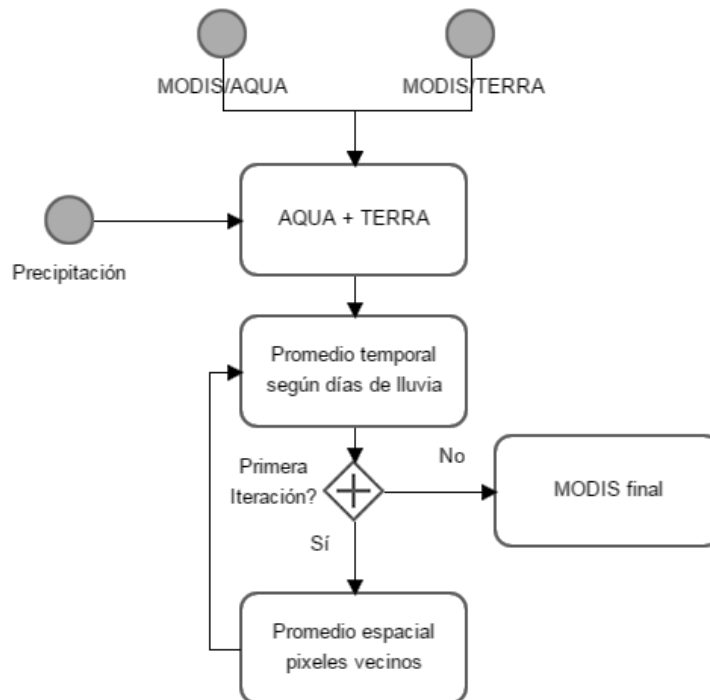 MODIS/AQUA
MODIS/TERRA
AQUA + TERRA
Precipitación
Promedio temporal
según días de lluvia
Primera
Iteración?
No
MODIS final
Sí
Promedio espacial
pixeles vecinos